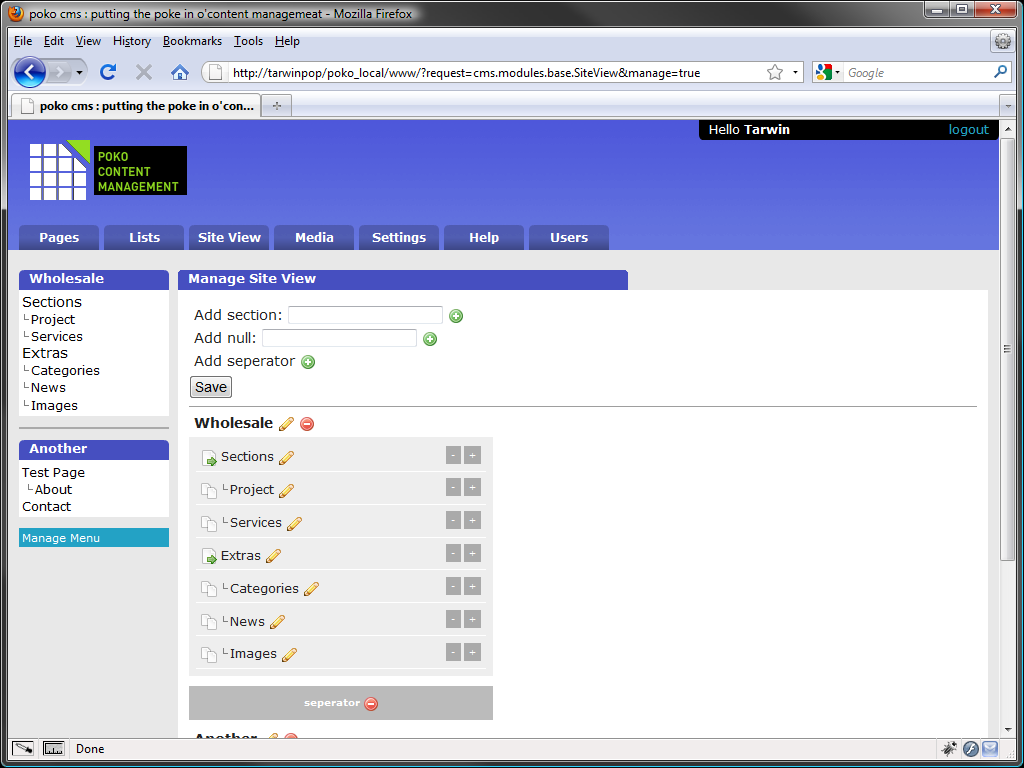 poko cms : putting the poke in o'content managemeat - Mozilla Firefox
File Edit View History Bookmarks Tools Help
http://tarwinpop/poko_local/www/?request=cms.modules.base.SiteView&manage=true
Google
poko cms : putting the poke in o'con...
Hello Tarwin logout
POKO
CONTENT
MANAGEMENT
Pages Lists Site View Media Settings Help Users
Wholesale
Sections
Project
Services
Extras
Categories
News
Images
Another
Test Page
About
Contact
Manage Menu
Manage Site View
Add section:
Add null:
Add seperator
Save
Wholesale
Sections - +
Project - +
Services - +
Extras - +
Categories - +
News - +
Images - +
seperator
Another
Done